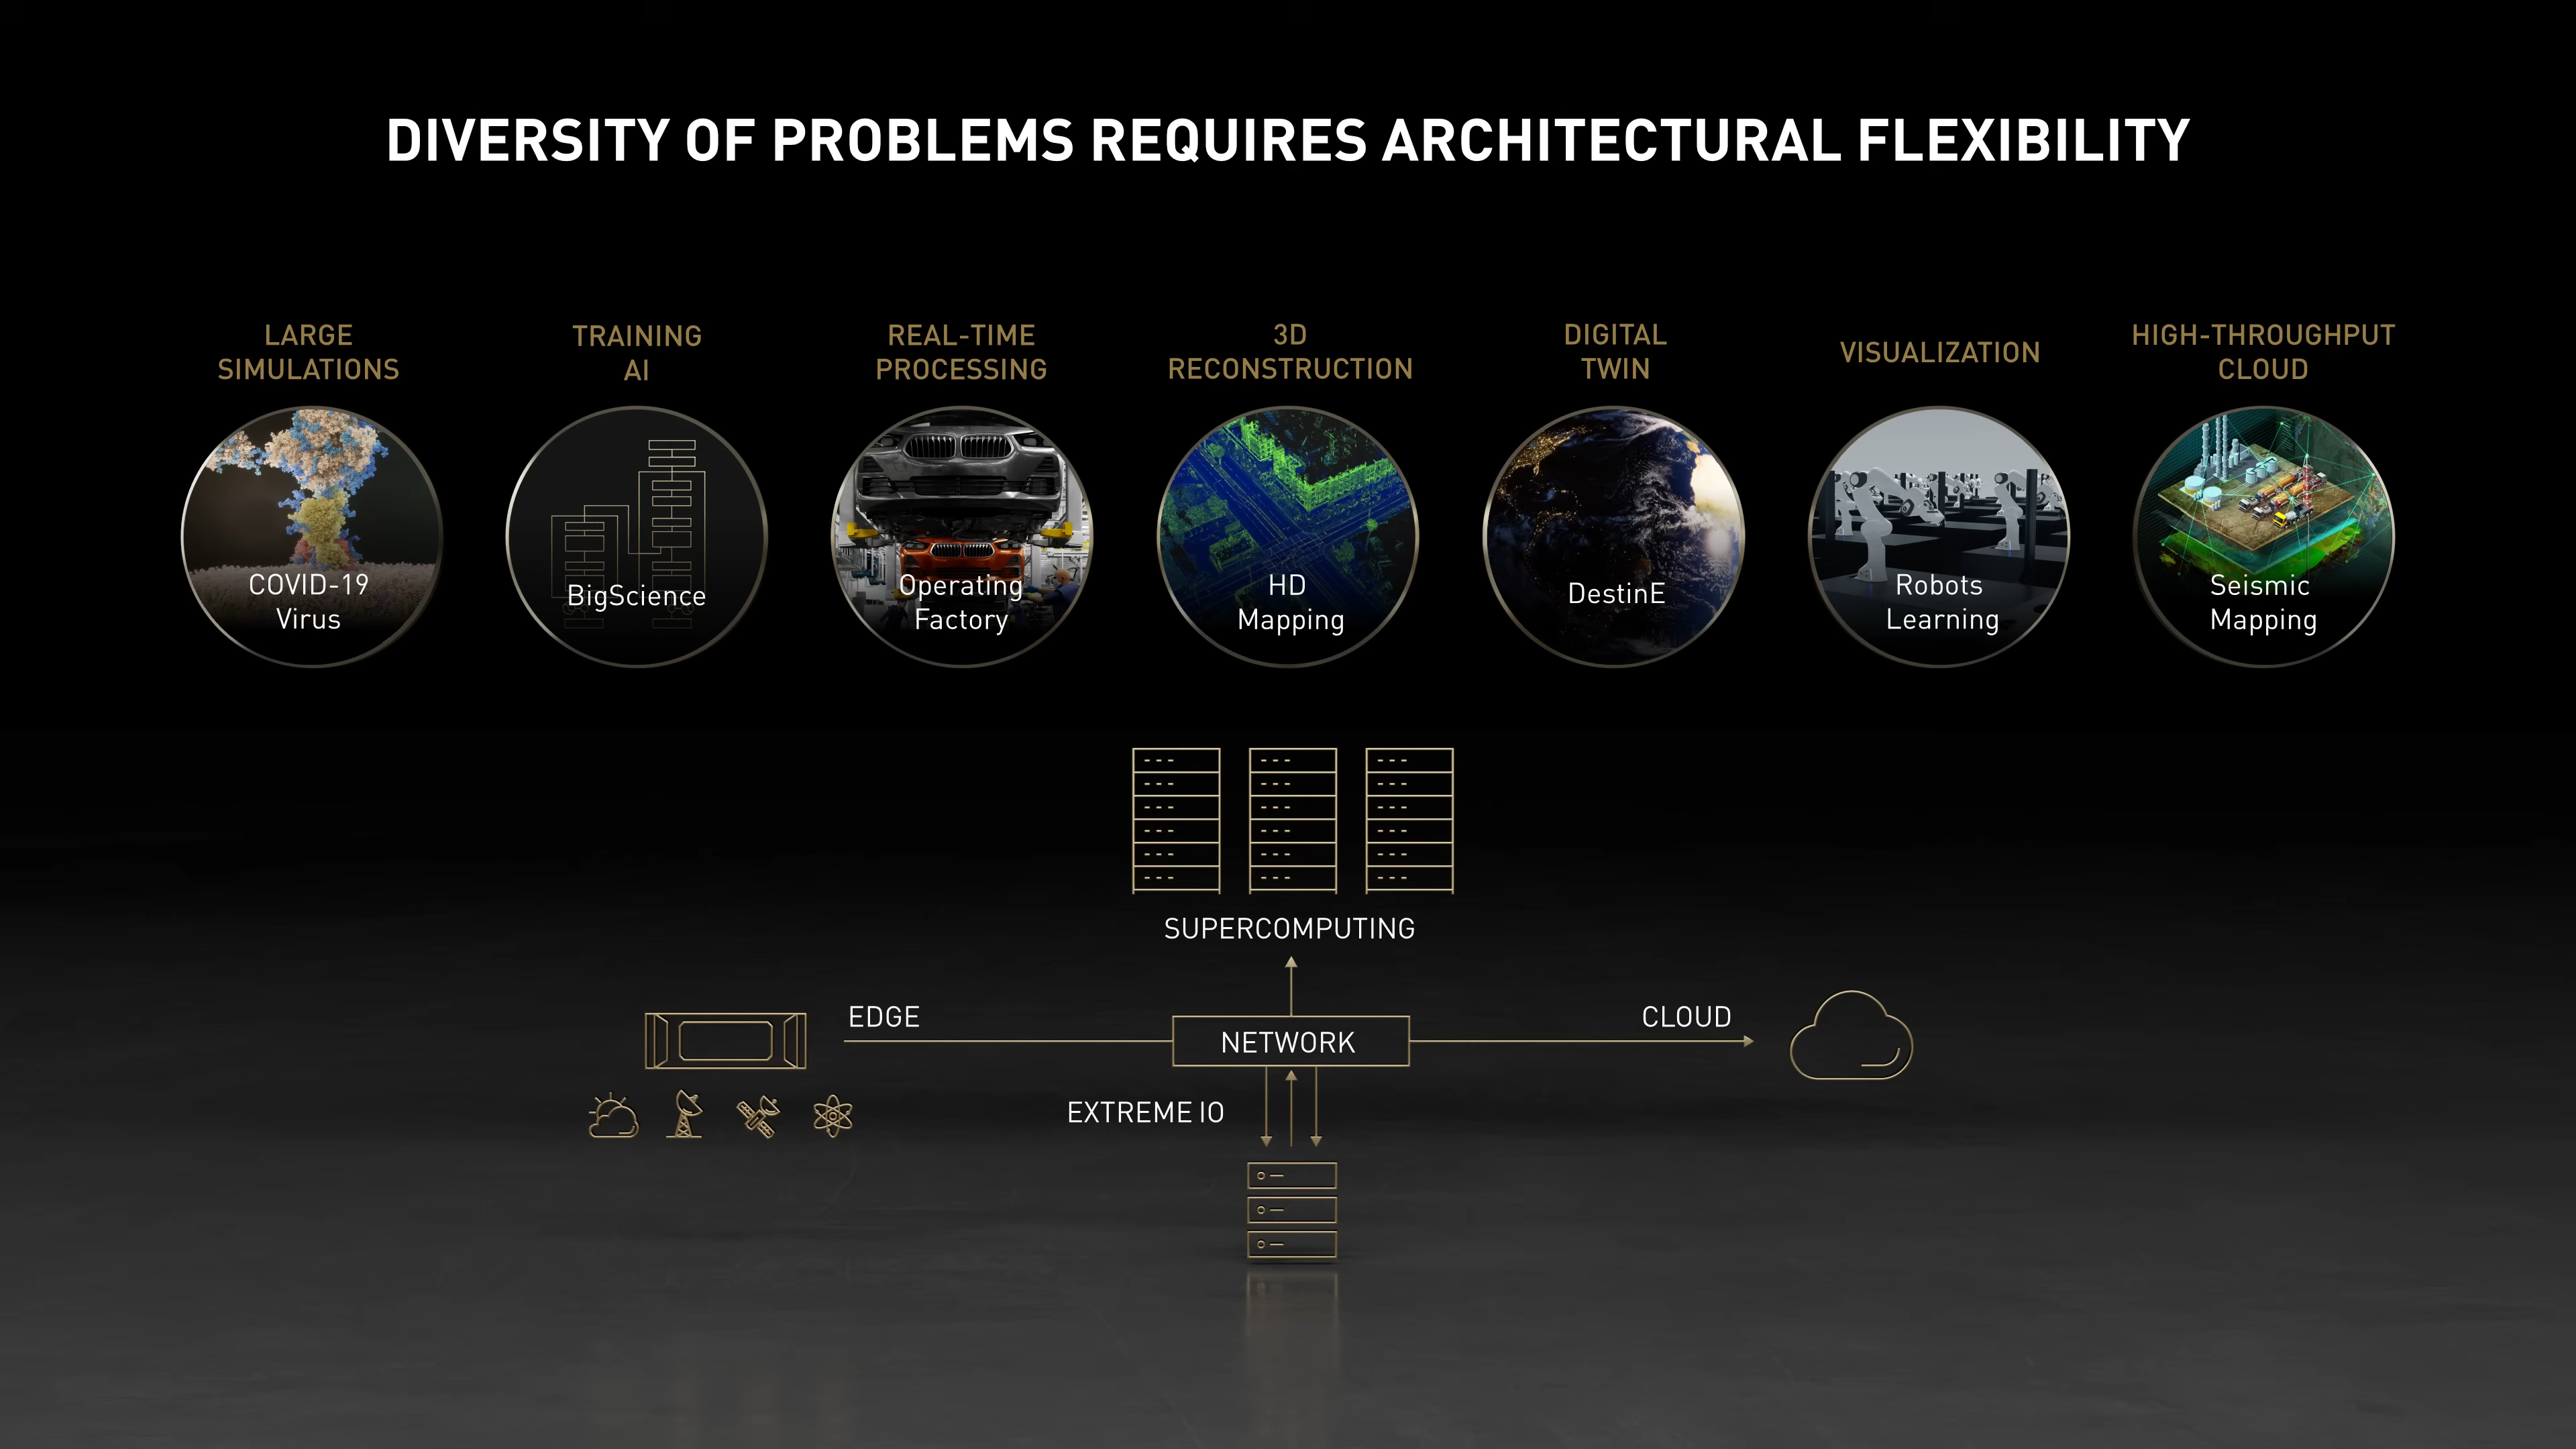 DIVERSITY OF PROBLEMS REQUIRES ARCHITECTURAL FLEXIBILITY
LARGE
SIMULATIONS
COVID-19
Virus
TRAINING
AI
BigScience
REAL-TIME
PROCESSING
Operating
Factory
3D
RECONSTRUCTION
HD
Mapping
DIGITAL
TWIN
DestinE
VISUALIZATION
Robots
Learning
HIGH-THROUGHPUT
CLOUD
Seismic
Mapping
SUPERCOMPUTING
EDGE
NETWORK
CLOUD
EXTREME IO